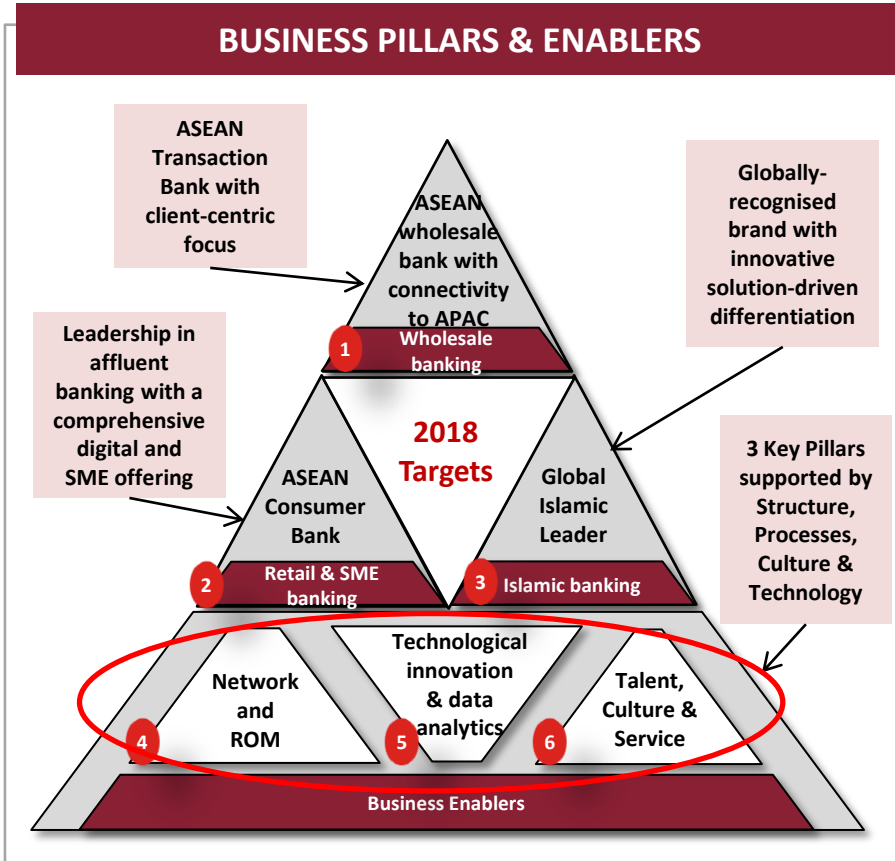 BUSINESS PILLARS & ENABLERS
ASEAN
Transaction
Bank with
client-centric
focus
ASEAN
wholesale
bank with
connectivity
to APAC
1
Wholesale
banking
Globally-
recognised
brand with
innovative
solution-driven
differentiation
Leadership in
affluent
banking with a
comprehensive
digital and
SME offering
2018
Targets
ASEAN
Consumer
Bank
2
Retail & SME
banking
Global
Islamic
Leader
3
Islamic banking
3 Key Pillars
supported by
Structure,
Processes,
Culture &
Technology
Network
and
ROM
4
Technological
innovation
& data
analytics
5
Talent,
Culture &
Service
6
Business Enablers